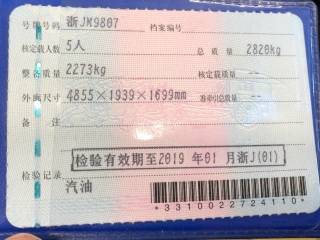 号牌号码 浙JM9807 档案编号
核定载人数 5人 总质量 2820kg
整备质量 2273kg 核定载质量 --
外廓尺寸 4855×1939×1699mm 准牵引总质量 --
备注
检验有效期至2019 年01 月浙J(01)
检验记录
汽油
*3310022724110*